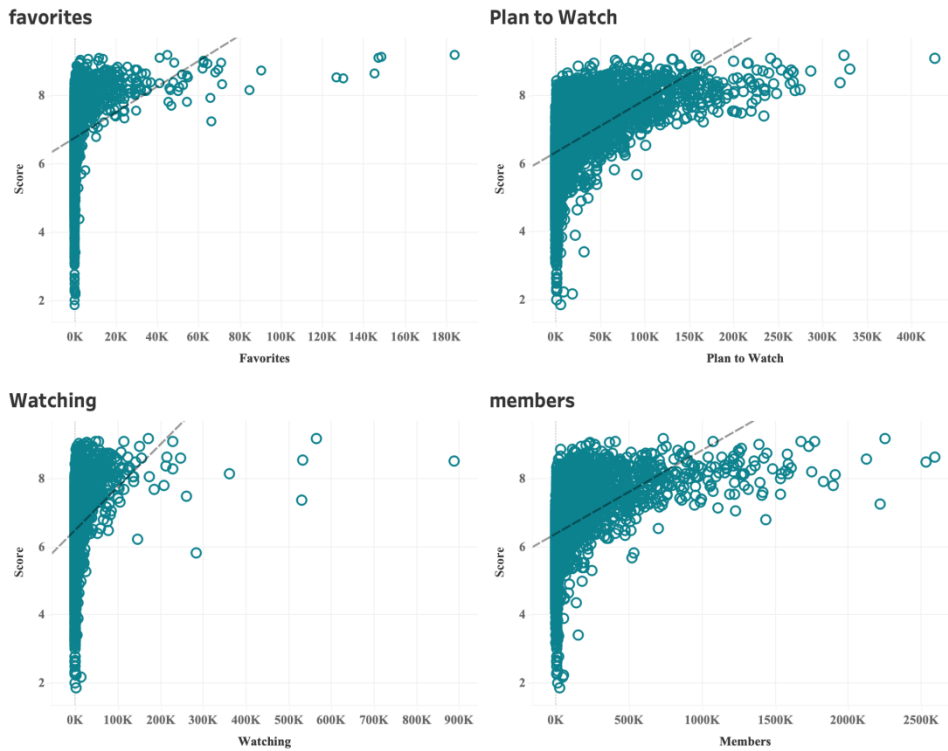 favorites
Plan to Watch
Score
8
6
4
2
0K 20K 40K 60K 80K 100K 120K 140K 160K 180K
Favorites
Score
8
6
4
2
0K 50K 100K 150K 200K 250K 300K 350K 400K
Plan to Watch
Watching
members
Score
8
6
4
2
0K 100K 200K 300K 400K 500K 600K 700K 800K 900K
Watching
Score
8
6
4
2
0K 500K 1000K 1500K 2000K 2500K
Members